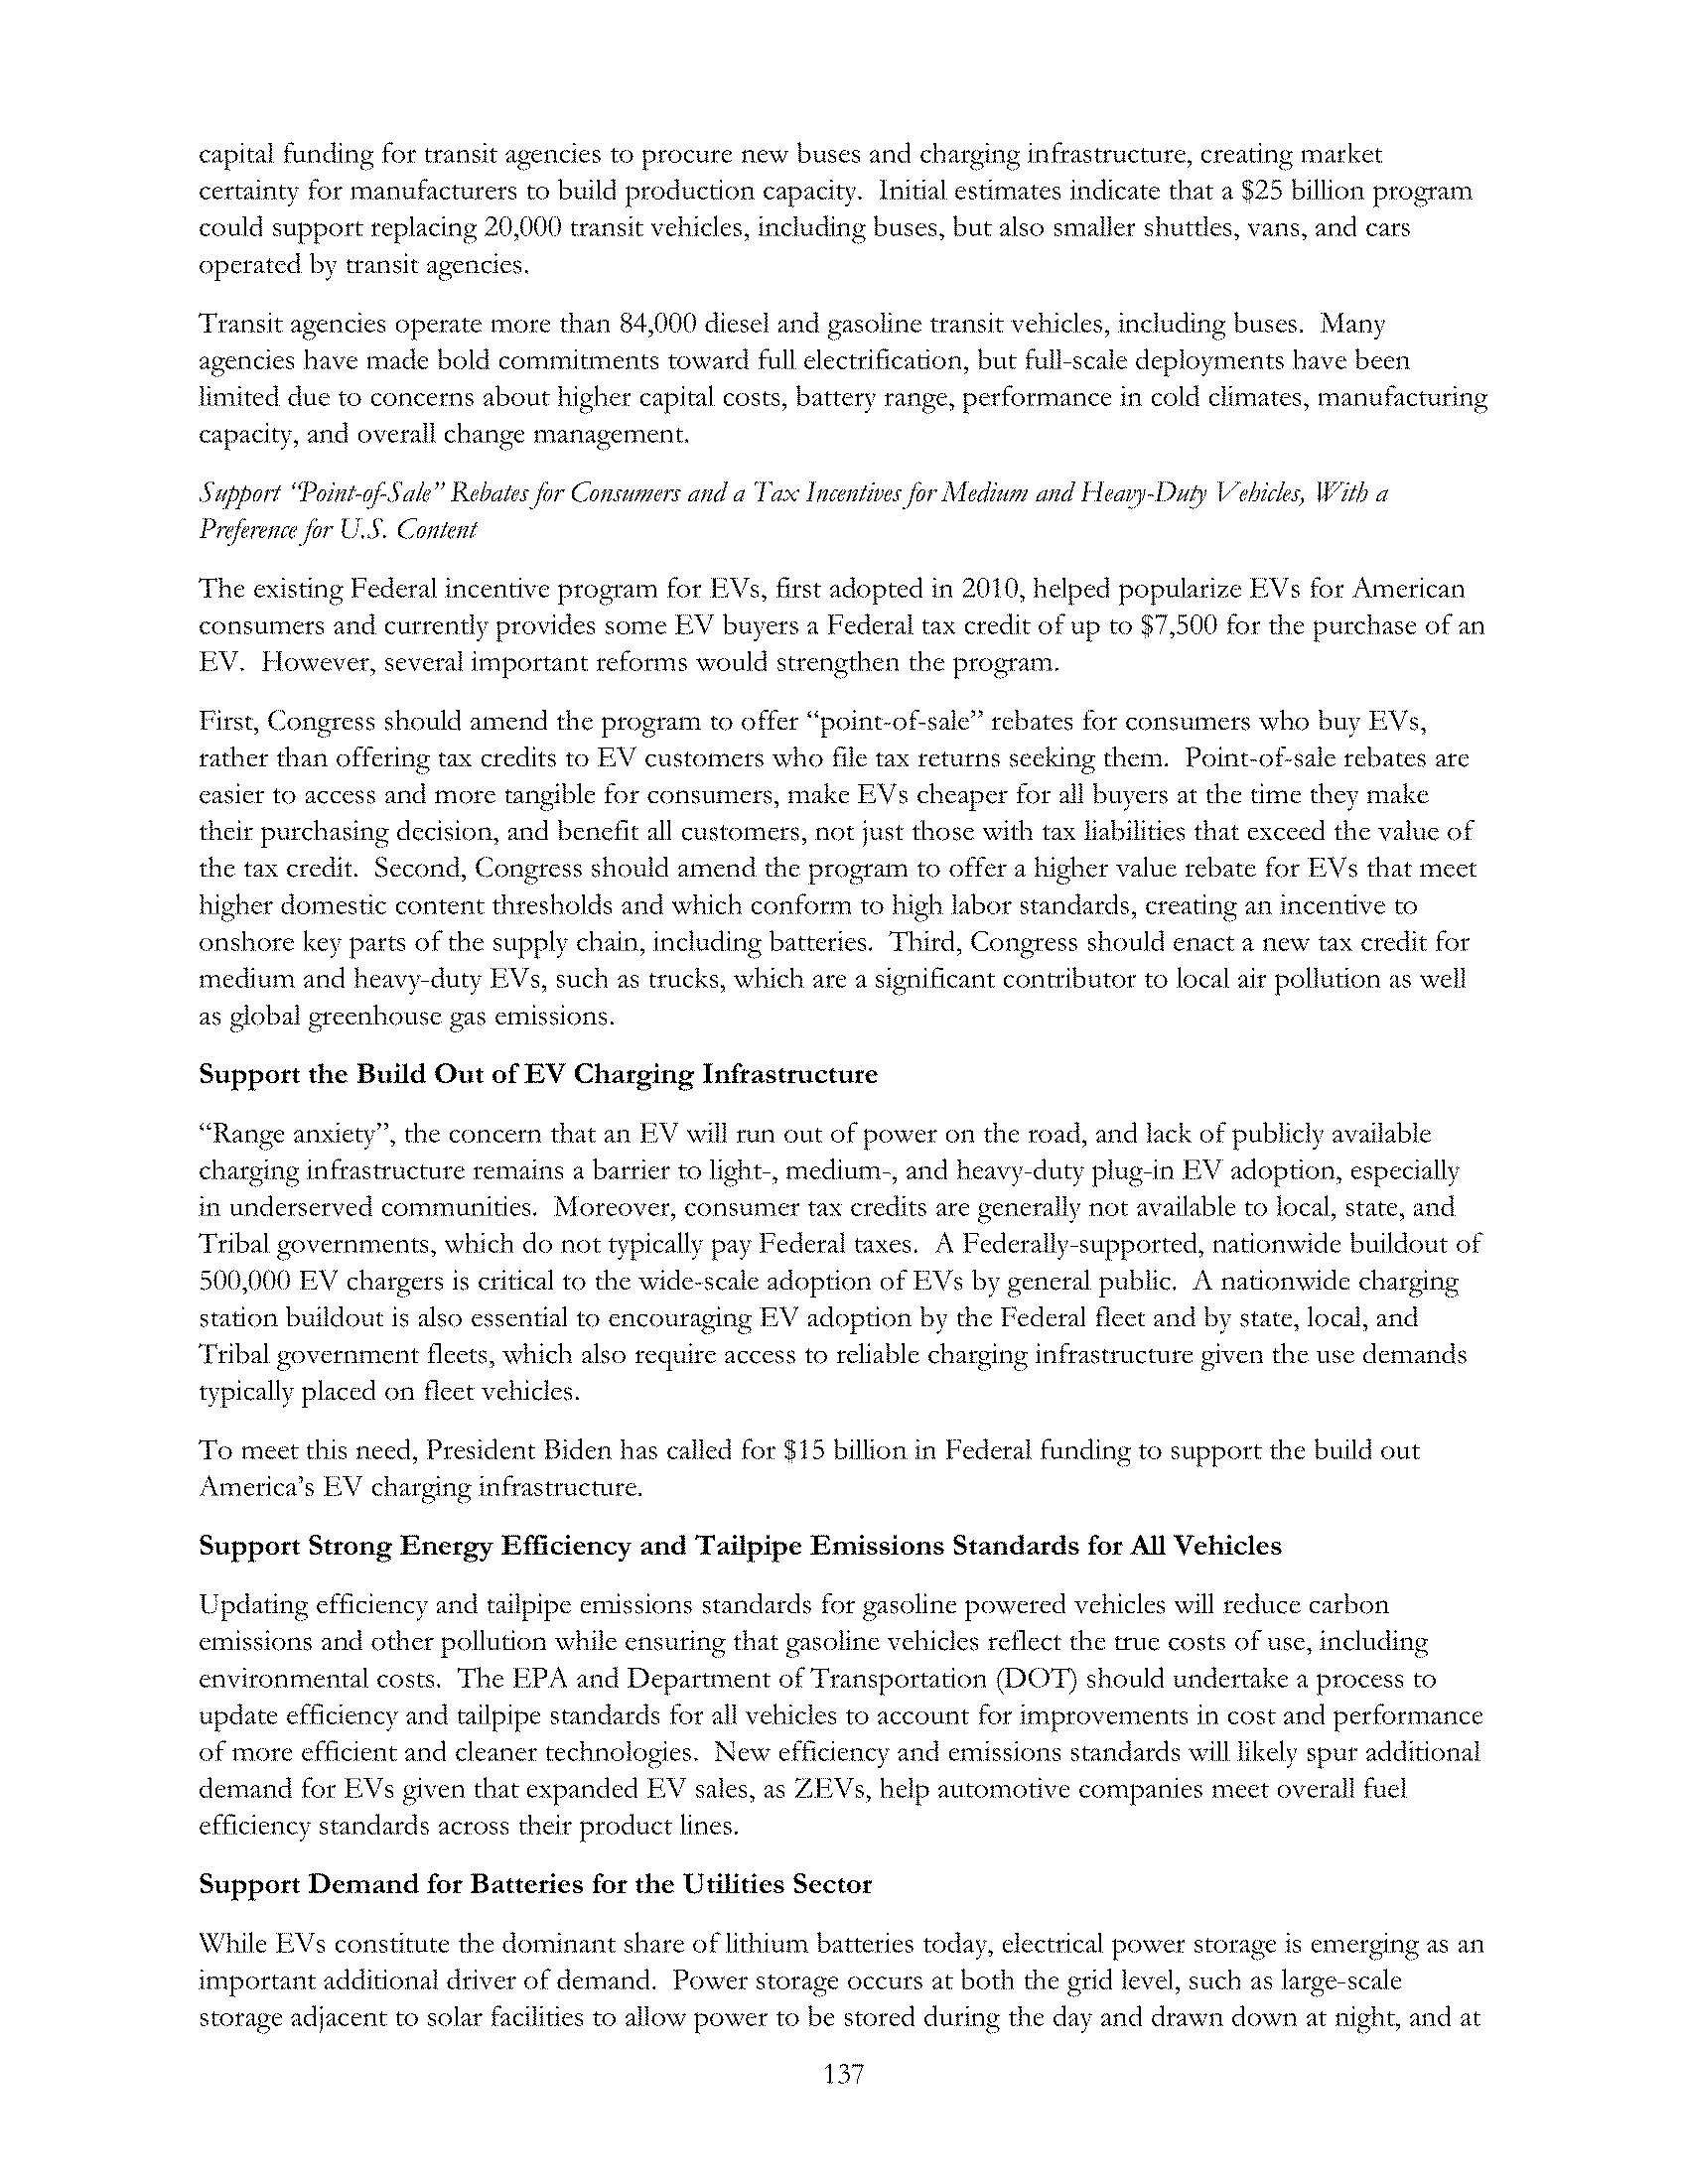 capital funding for transit agencies to procure new buses and charging infrastructure, creating market
certainty for manufacturers to build production capacity.  Initial estimates indicate that a $25 billion program
could support replacing 20,000 transit vehicles, including buses, but also smaller shuttles, vans, and cars
operated by transit agencies.
Transit agencies operate more than 84,000 diesel and gasoline transit vehicles, including buses.  Many
agencies have made bold commitments toward full electrification, but full-scale deployments have been
limited due to concerns about higher capital costs, battery range, performance in cold climates, manufacturing
capacity, and overall change management.
Support “Point-of-Sale” Rebates for Consumers and a Tax Incentives for Medium and Heavy-Duty Vehicles, With a
Preference for U.S. Content
The existing Federal incentive program for EVs, first adopted in 2010, helped popularize EVs for American
consumers and currently provides some EV buyers a Federal tax credit of up to $7,500 for the purchase of an
EV.  However, several important reforms would strengthen the program.
First, Congress should amend the program to offer “point-of-sale” rebates for consumers who buy EVs,
rather than offering tax credits to EV customers who file tax returns seeking them.  Point-of-sale rebates are
easier to access and more tangible for consumers, make EVs cheaper for all buyers at the time they make
their purchasing decision, and benefit all customers, not just those with tax liabilities that exceed the value of
the tax credit.  Second, Congress should amend the program to offer a higher value rebate for EVs that meet
higher domestic content thresholds and which conform to high labor standards, creating an incentive to
onshore key parts of the supply chain, including batteries.  Third, Congress should enact a new tax credit for
medium and heavy-duty EVs, such as trucks, which are a significant contributor to local air pollution as well
as global greenhouse gas emissions.
Support the Build Out of EV Charging Infrastructure
“Range anxiety”, the concern that an EV will run out of power on the road, and lack of publicly available
charging infrastructure remains a barrier to light-, medium-, and heavy-duty plug-in EV adoption, especially
in underserved communities.  Moreover, consumer tax credits are generally not available to local, state, and
Tribal governments, which do not typically pay Federal taxes.  A Federally-supported, nationwide buildout of
500,000 EV chargers is critical to the wide-scale adoption of EVs by general public.  A nationwide charging
station buildout is also essential to encouraging EV adoption by the Federal fleet and by state, local, and
Tribal government fleets, which also require access to reliable charging infrastructure given the use demands
typically placed on fleet vehicles.
To meet this need, President Biden has called for $15 billion in Federal funding to support the build out
America’s EV charging infrastructure.
Support Strong Energy Efficiency and Tailpipe Emissions Standards for All Vehicles
Updating efficiency and tailpipe emissions standards for gasoline powered vehicles will reduce carbon
emissions and other pollution while ensuring that gasoline vehicles reflect the true costs of use, including
environmental costs.  The EPA and Department of Transportation (DOT) should undertake a process to
update efficiency and tailpipe standards for all vehicles to account for improvements in cost and performance
of more efficient and cleaner technologies.  New efficiency and emissions standards will likely spur additional
demand for EVs given that expanded EV sales, as ZEVs, help automotive companies meet overall fuel
efficiency standards across their product lines.
Support Demand for Batteries for the Utilities Sector
While EVs constitute the dominant share of lithium batteries today, electrical power storage is emerging as an
important additional driver of demand.  Power storage occurs at both the grid level, such as large-scale
storage adjacent to solar facilities to allow power to be stored during the day and drawn down at night, and at
137